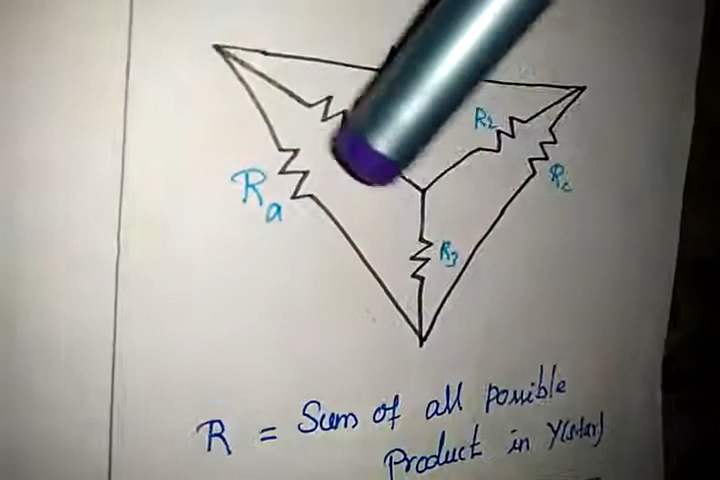 R2
Ra
Rc
R3
R = Sum of all possible
Product in Y(star)